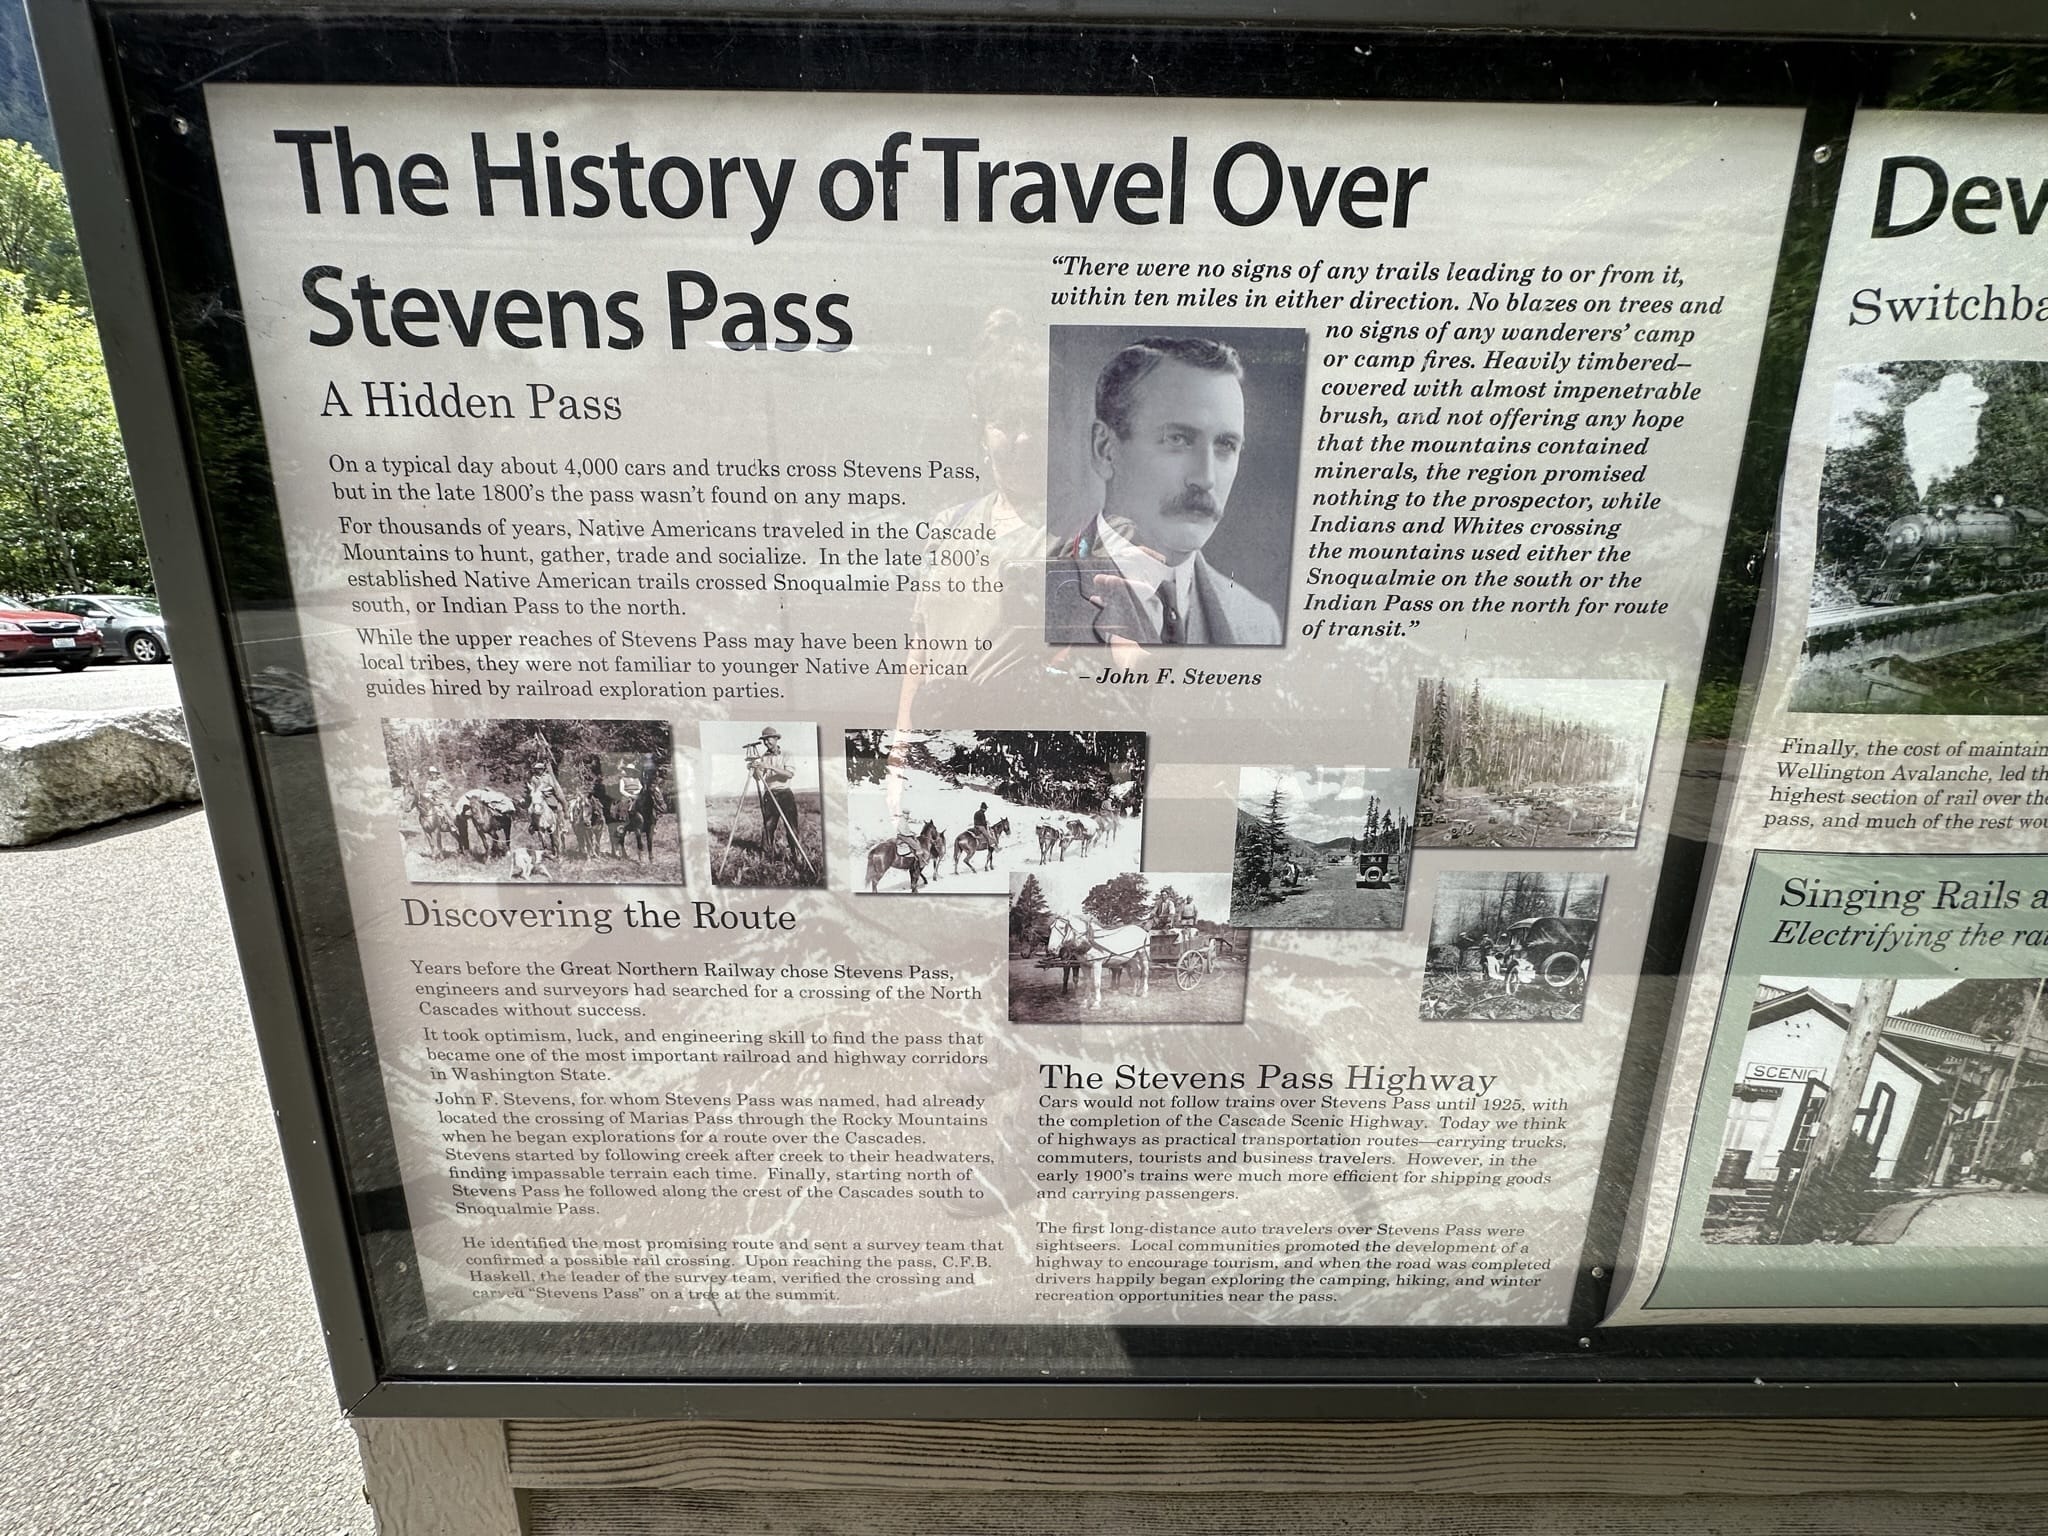 The History of Travel Over
Stevens Pass
A Hidden Pass
On a typical day about 4,000 cars and trucks cross Stevens Pass,
but in the late 1800's the pass wasn't found on any maps.
For thousands of years, Native Americans traveled in the Cascade
Mountains to hunt, gather, trade and socialize. In the late 1800's
established Native American trails crossed Snoqualmie Pass to the
south, or Indian Pass to the north.
While the upper reaches of Stevens Pass may have been known to
local tribes, they were not familiar to younger Native American
guides hired by railroad exploration parties.
"There were no signs of any trails leading to or from it,
within ten miles in either direction. No blazes on trees and
no signs of any wanderers' camp
or camp fires. Heavily timbered–
covered with almost impenetrable
brush, and not offering any hope
that the mountains contained
minerals, the region promised
nothing to the prospector, while
Indians and Whites crossing
the mountains used either the
Snoqualmie on the south or the
Indian Pass on the north for route
of transit."
– John F. Stevens
Discovering the Route
Years before the Great Northern Railway chose Stevens Pass,
engineers and surveyors had searched for a crossing of the North
Cascades without success.
It took optimism, luck, and engineering skill to find the pass that
became one of the most important railroad and highway corridors
in Washington State.
John F. Stevens, for whom Stevens Pass was named, had already
located the crossing of Marias Pass through the Rocky Mountains
when he began explorations for a route over the Cascades.
Stevens started by following creek after creek to their headwaters,
finding impassable terrain each time. Finally, starting north of
Stevens Pass he followed along the crest of the Cascades south to
Snoqualmie Pass.
He identified the most promising route and sent a survey team that
confirmed a possible rail crossing. Upon reaching the pass, C.F.B.
Haskell, the leader of the survey team, verified the crossing and
carved "Stevens Pass" on a tree at the summit.
The Stevens Pass Highway
Cars would not follow trains over Stevens Pass until 1925, with
the completion of the Cascade Scenic Highway. Today we think
of highways as practical transportation routes—carrying trucks,
commuters, tourists and business travelers. However, in the
early 1900's trains were much more efficient for shipping goods
and carrying passengers.
The first long-distance auto travelers over Stevens Pass were
sightseers. Local communities promoted the development of a
highway to encourage tourism, and when the road was completed
drivers happily began exploring the camping, hiking, and winter
recreation opportunities near the pass.
Dev
Switchba
Finally, the cost of maintain
Wellington Avalanche, led th
highest section of rail over the
pass, and much of the rest wou
Singing Rails a
Electrifying the rai
SCENIC